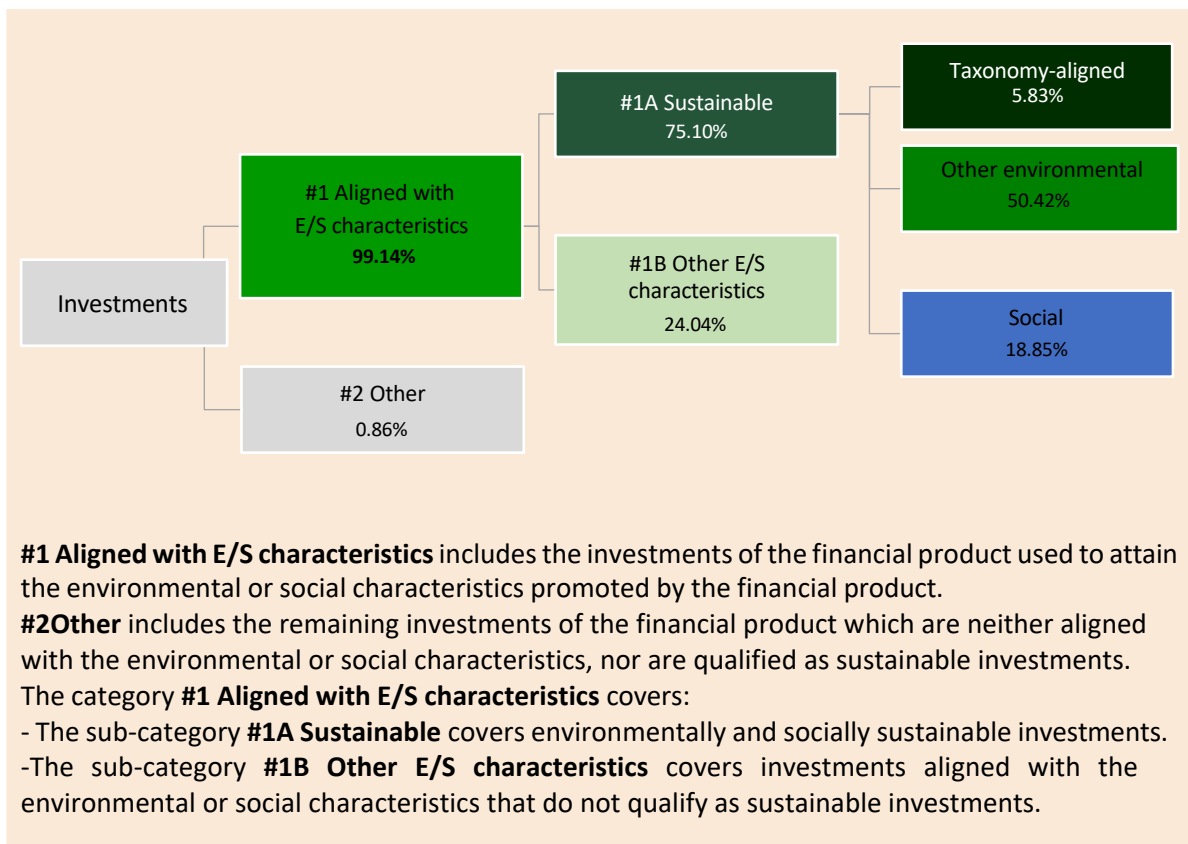 Investments
#1 Aligned with
E/S characteristics
99.14%
#2 Other
0.86%
#1A Sustainable
75.10%
#1B Other E/S
characteristics
24.04%
Taxonomy-aligned
5.83%
Other environmental
50.42%
Social
18.85%
#1 Aligned with E/S characteristics includes the investments of the financial product used to attain
the environmental or social characteristics promoted by the financial product.
#2Other includes the remaining investments of the financial product which are neither aligned
with the environmental or social characteristics, nor are qualified as sustainable investments.
The category #1 Aligned with E/S characteristics covers:
- The sub-category #1A Sustainable covers environmentally and socially sustainable investments.
-The sub-category #1B Other E/S characteristics covers investments aligned with the
environmental or social characteristics that do not qualify as sustainable investments.